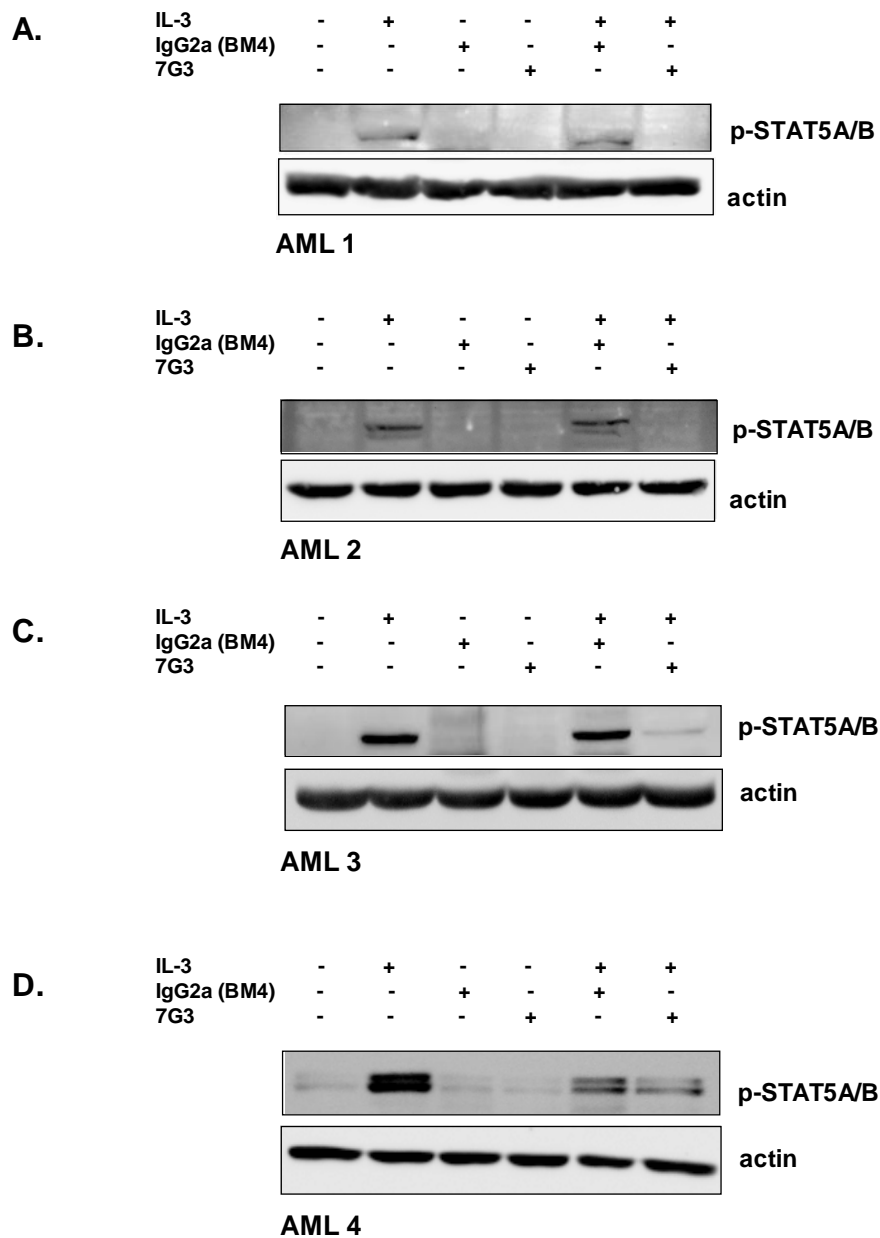 A.
IL-3 - + - - + +
IgG2a (BM4) - - + - + -
7G3 - - - + - +
p-STAT5A/B
actin
AML 1
B.
IL-3 - + - - + +
IgG2a (BM4) - - + - + -
7G3 - - - + - +
p-STAT5A/B
actin
AML 2
C.
IL-3 - + - - + +
IgG2a (BM4) - - + - + -
7G3 - - - + - +
p-STAT5A/B
actin
AML 3
D.
IL-3 - + - - + +
IgG2a (BM4) - - + - + -
7G3 - - - + - +
p-STAT5A/B
actin
AML 4